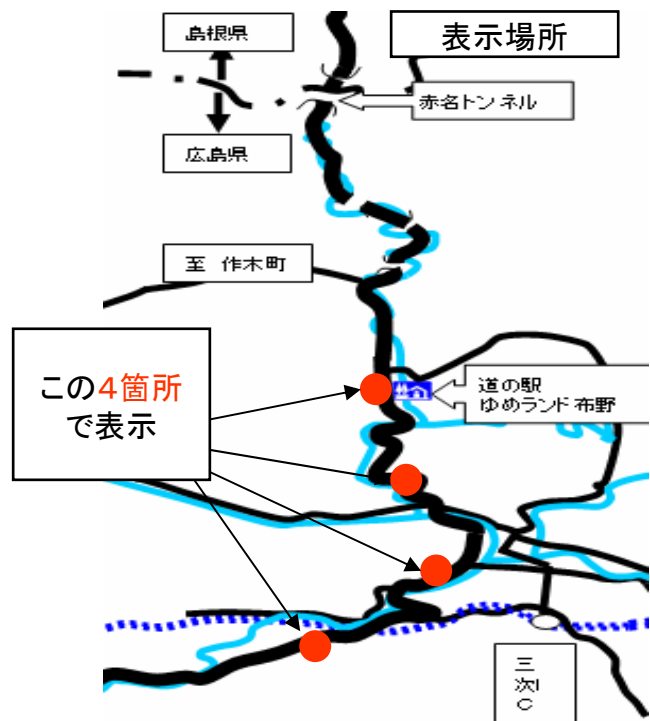 島根県
表示場所
赤名トンネル
広島県
至 作木町
この4箇所
で表示
道の駅
ゆめランド布野
三
次I
C